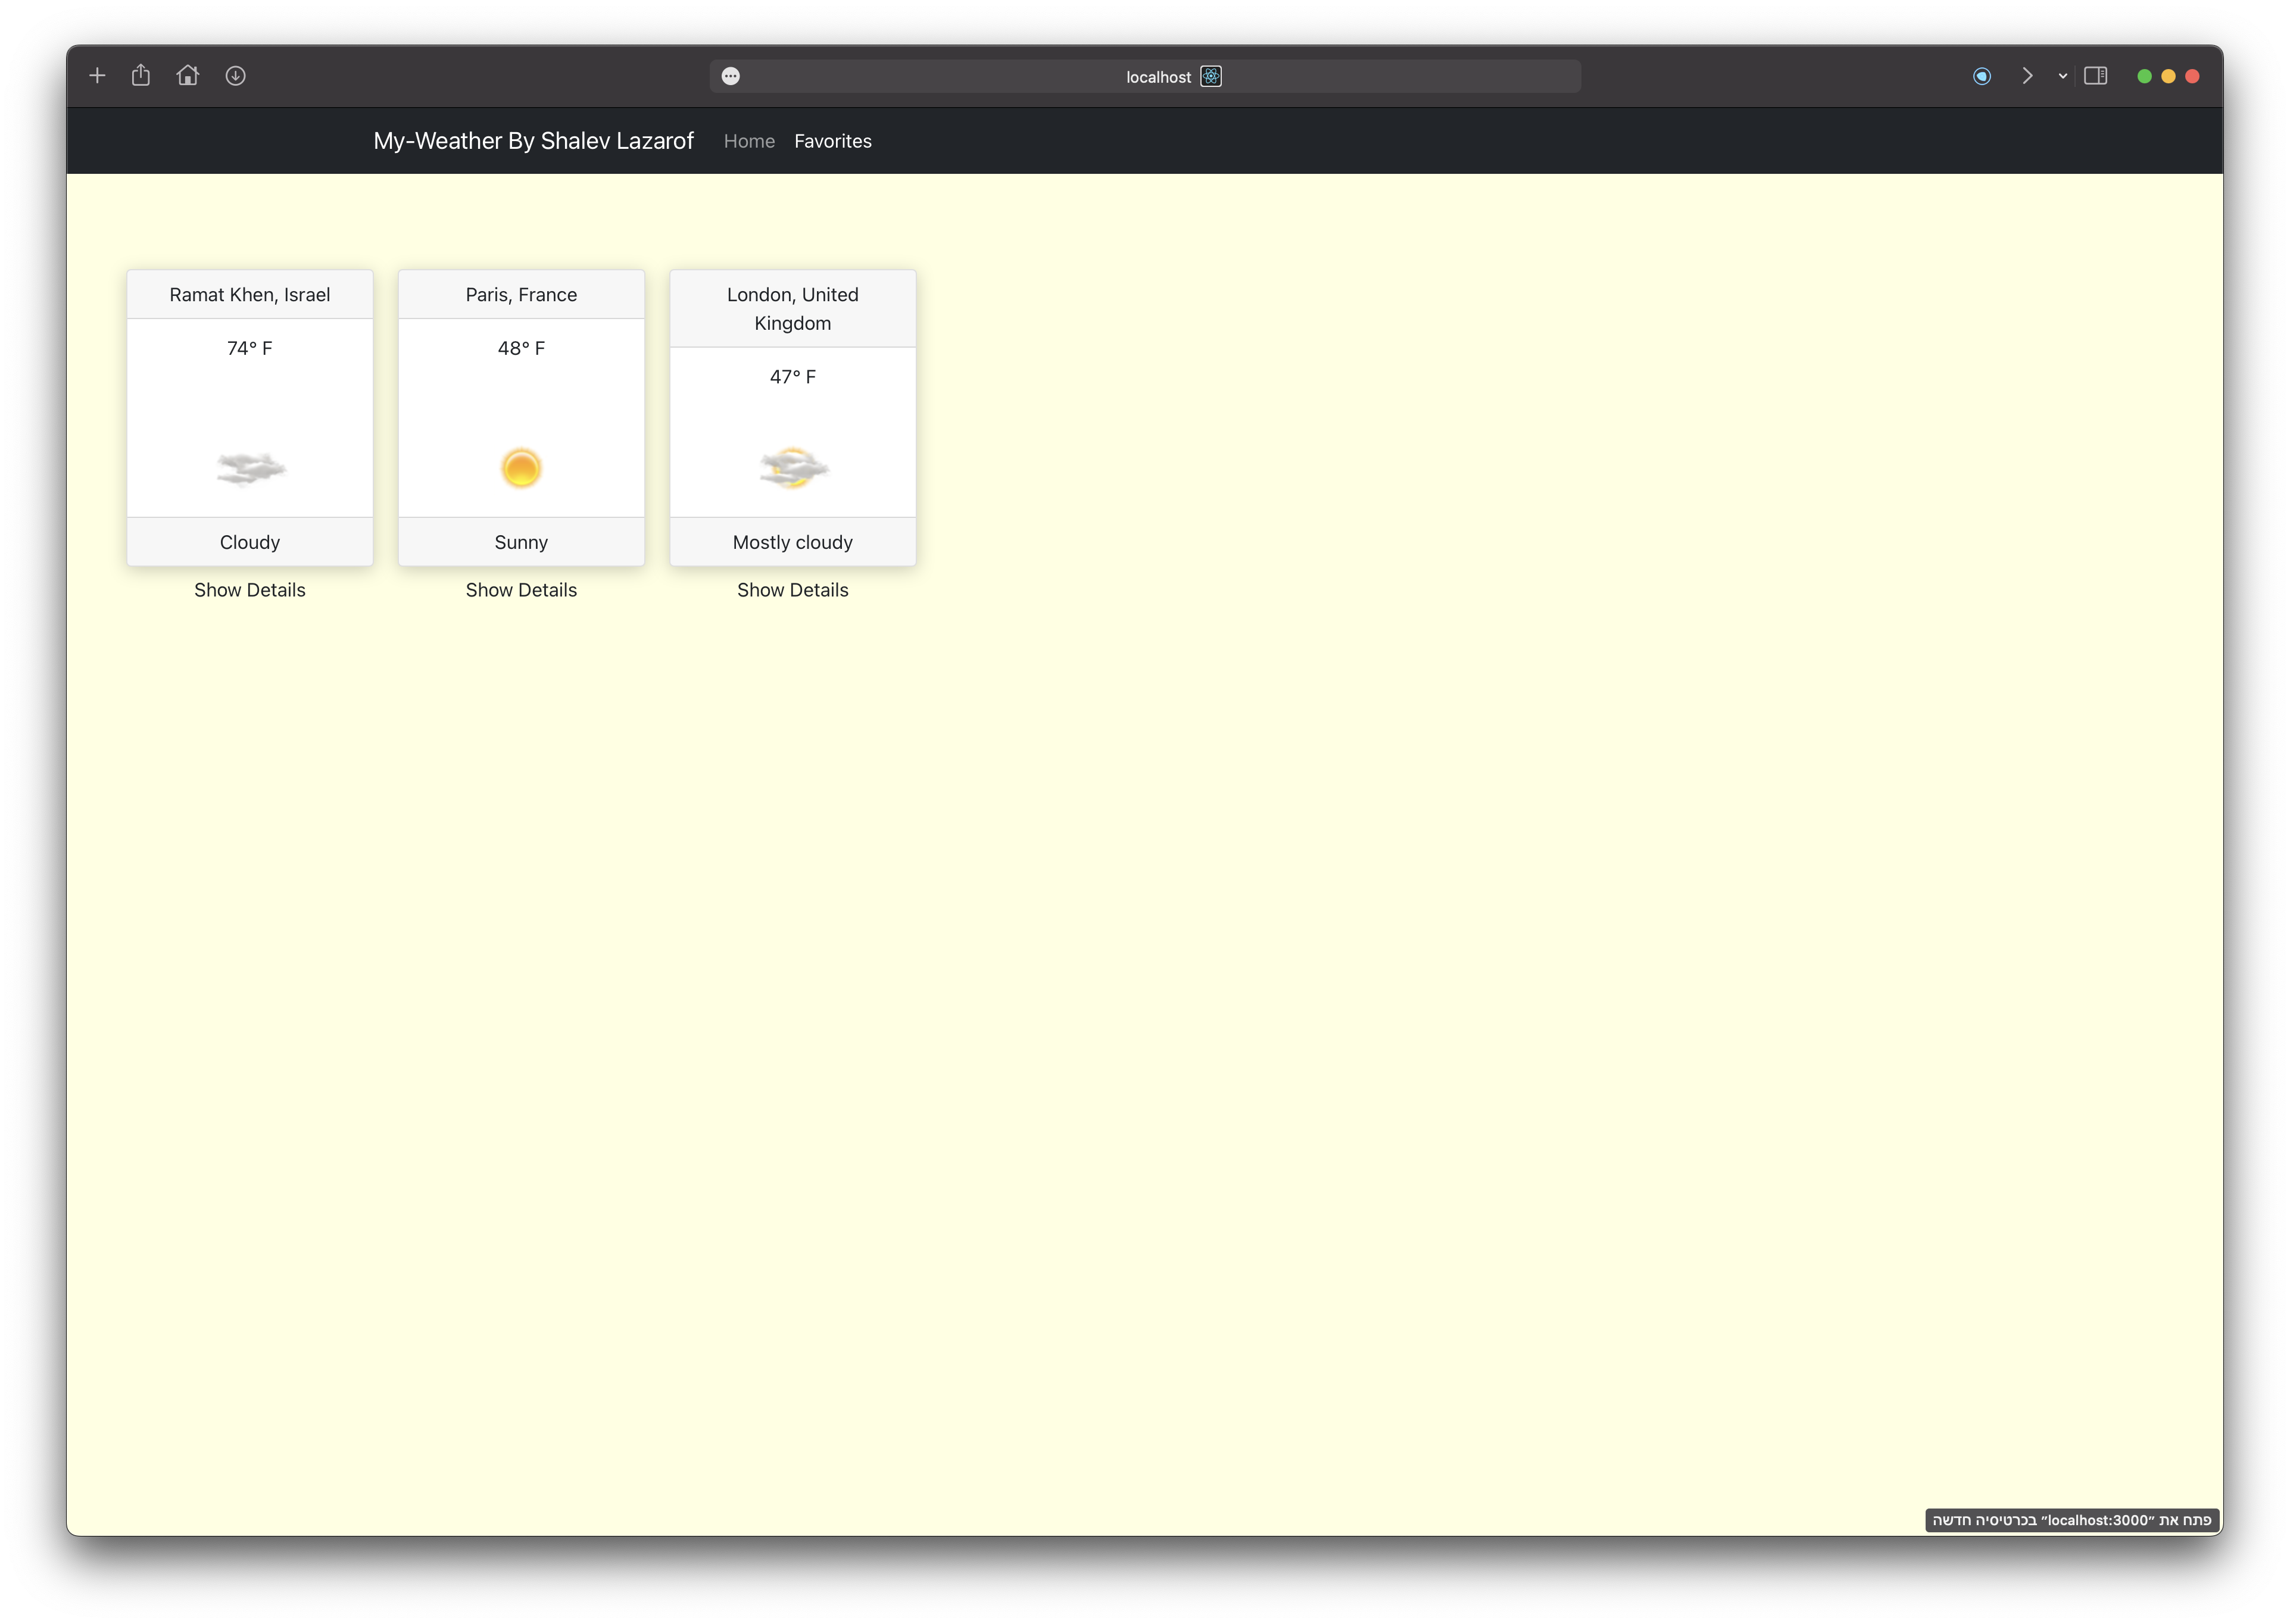 localhost
My-Weather By Shalev Lazarof
Home
Favorites
Ramat Khen, Israel
74° F
Cloudy
Show Details
Paris, France
48° F
Sunny
Show Details
London, United
Kingdom
47° F
Mostly cloudy
Show Details
פתח את ״localhost:3000״ בכרטיסיה חדשה